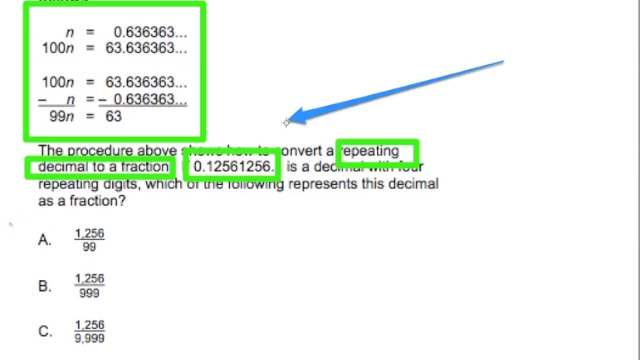 n = 0.636363...
100n = 63.636363...
100n = 63.636363...
– n = – 0.636363...
99n = 63
The procedure above shows how to convert a repeating
decimal to a fraction. 0.12561256... is a decimal with four
repeating digits, which of the following represents this decimal
as a fraction?
A. 1,256
99
B. 1,256
999
C. 1,256
9,999